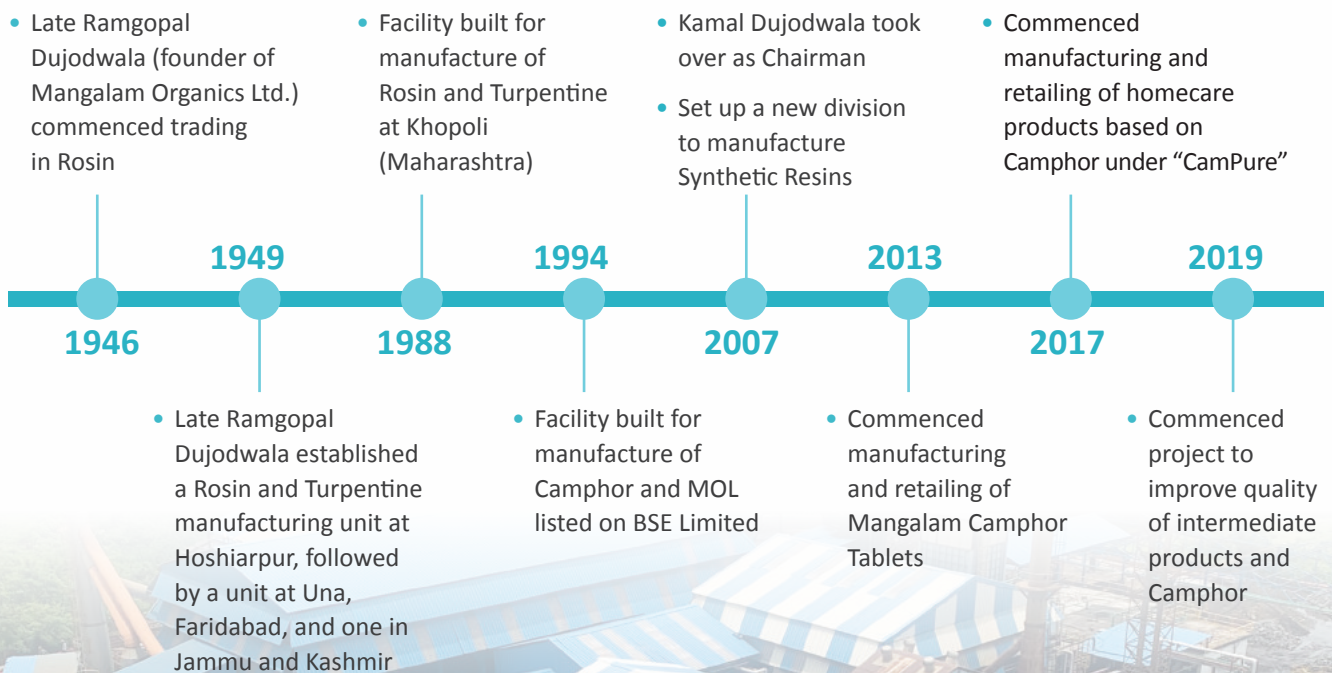 • Late Ramgopal
Dujodwala (founder of
Mangalam Organics Ltd.)
commenced trading
in Rosin
• Facility built for
manufacture of
Rosin and Turpentine
at Khopoli
(Maharashtra)
• Kamal Dujodwala took
over as Chairman
• Set up a new division
to manufacture
Synthetic Resins
• Commenced
manufacturing and
retailing of homecare
products based on
Camphor under “CamPure”
1949
1994
2013
2019
1946
1988
2007
2017
• Late Ramgopal
Dujodwala established
a Rosin and Turpentine
manufacturing unit at
Hoshiarpur, followed
by a unit at Una,
Faridabad, and one in
Jammu and Kashmir
• Facility built for
manufacture of
Camphor and MOL
listed on BSE Limited
• Commenced
manufacturing
and retailing of
Mangalam Camphor
Tablets
• Commenced
project to
improve quality
of intermediate
products and
Camphor